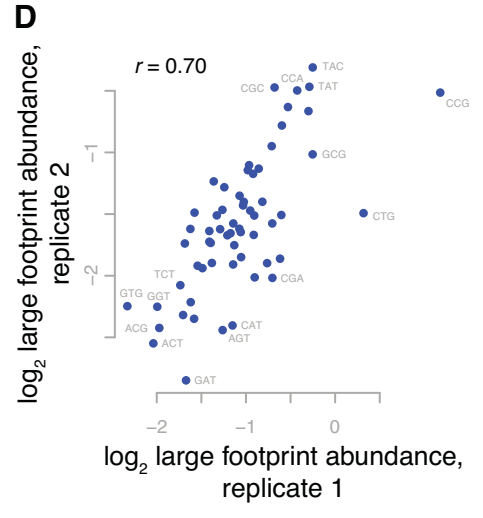 D
log2 large footprint abundance,
replicate 2
r = 0.70
TAC
CCA
CGC
TAT
CCG
−1
GCG
CTG
−2
TCT
CGA
GTG
GGT
ACG
CAT
AGT
ACT
GAT
−2
−1
0
log2 large footprint abundance,
replicate 1